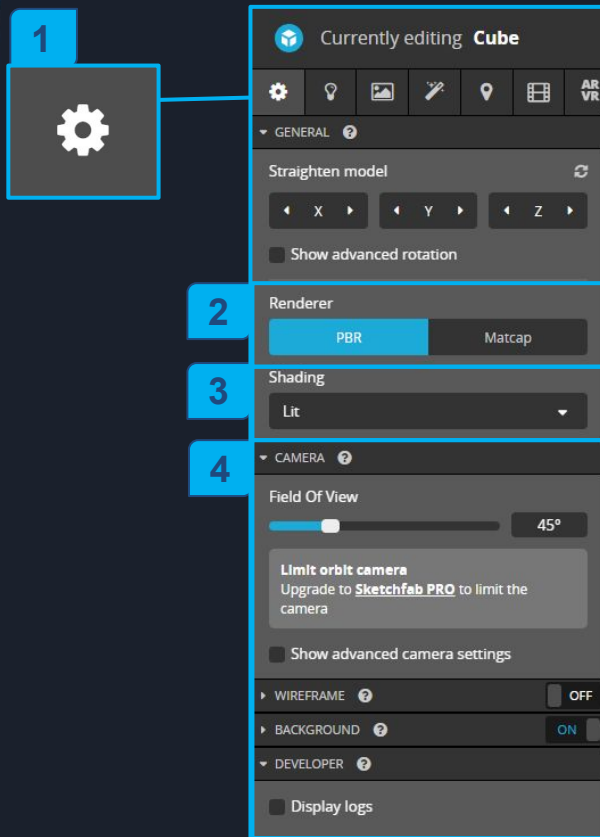 1
Currently editing Cube
AR
VR
GENERAL ?
Straighten model
X Y Z
Show advanced rotation
2
Renderer
PBR Matcap
3
Shading
Lit
4
CAMERA ?
Field Of View
45°
Limit orbit camera
Upgrade to Sketchfab PRO to limit the
camera
Show advanced camera settings
WIREFRAME ? OFF
BACKGROUND ? ON
DEVELOPER ?
Display logs